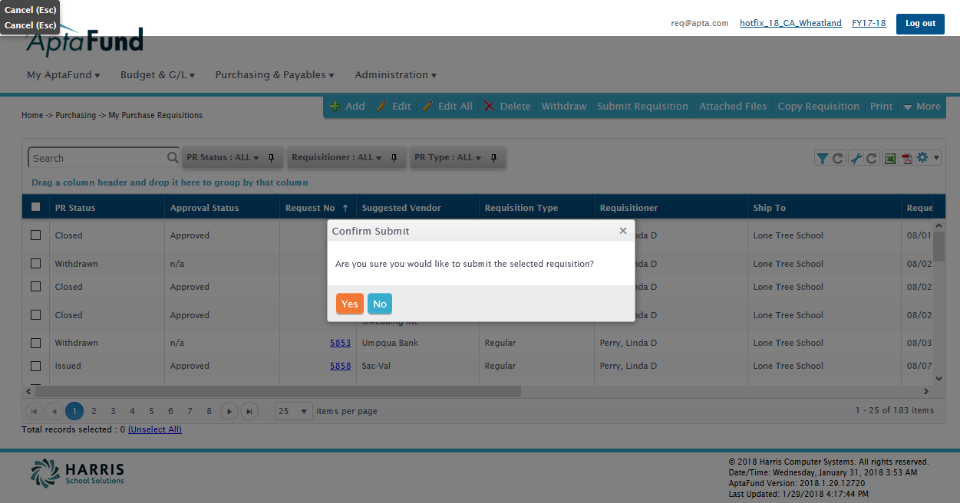 Cancel (Esc)
Cancel (Esc)
req@apta.com hotfix_18_CA_Wheatland FY17-18 Log out
AptaFund
My AptaFund Budget & G/L Purchasing & Payables Administration
Add Edit Edit All Delete Withdraw Submit Requisition Attached Files Copy Requisition Print More
Home -> Purchasing -> My Purchase Requisitions
Search PR Status : ALL Requisitioner : ALL PR Type : ALL
Drag a column header and drop it here to group by that column
PR Status Approval Status Request No ↑ Suggested Vendor Requisition Type Requisitioner Ship To Reque
Closed Approved nda D Lone Tree School 08/01
Withdrawn n/a nda D Lone Tree School 08/02
Closed Approved nda D Lone Tree School 08/02
Closed Approved nda D Lone Tree School 08/02
Confirm Submit
Are you sure you would like to submit the selected requisition?
Yes No
Withdrawn n/a 5853 Umpqua Bank Regular Perry, Linda D Lone Tree School 08/03
Issued Approved 5858 Sac-Val Regular Perry, Linda D Lone Tree School 08/07
1 2 3 4 5 6 7 8 25 items per page 1 - 25 of 183 items
Total records selected : 0 (Unselect All)
HARRIS
School Solutions
© 2018 Harris Computer Systems. All rights reserved.
Date/Time: Wednesday, January 31, 2018 3:53 AM
AptaFund Version: 2018.1.29.12720
Last Updated: 1/29/2018 4:17:44 PM